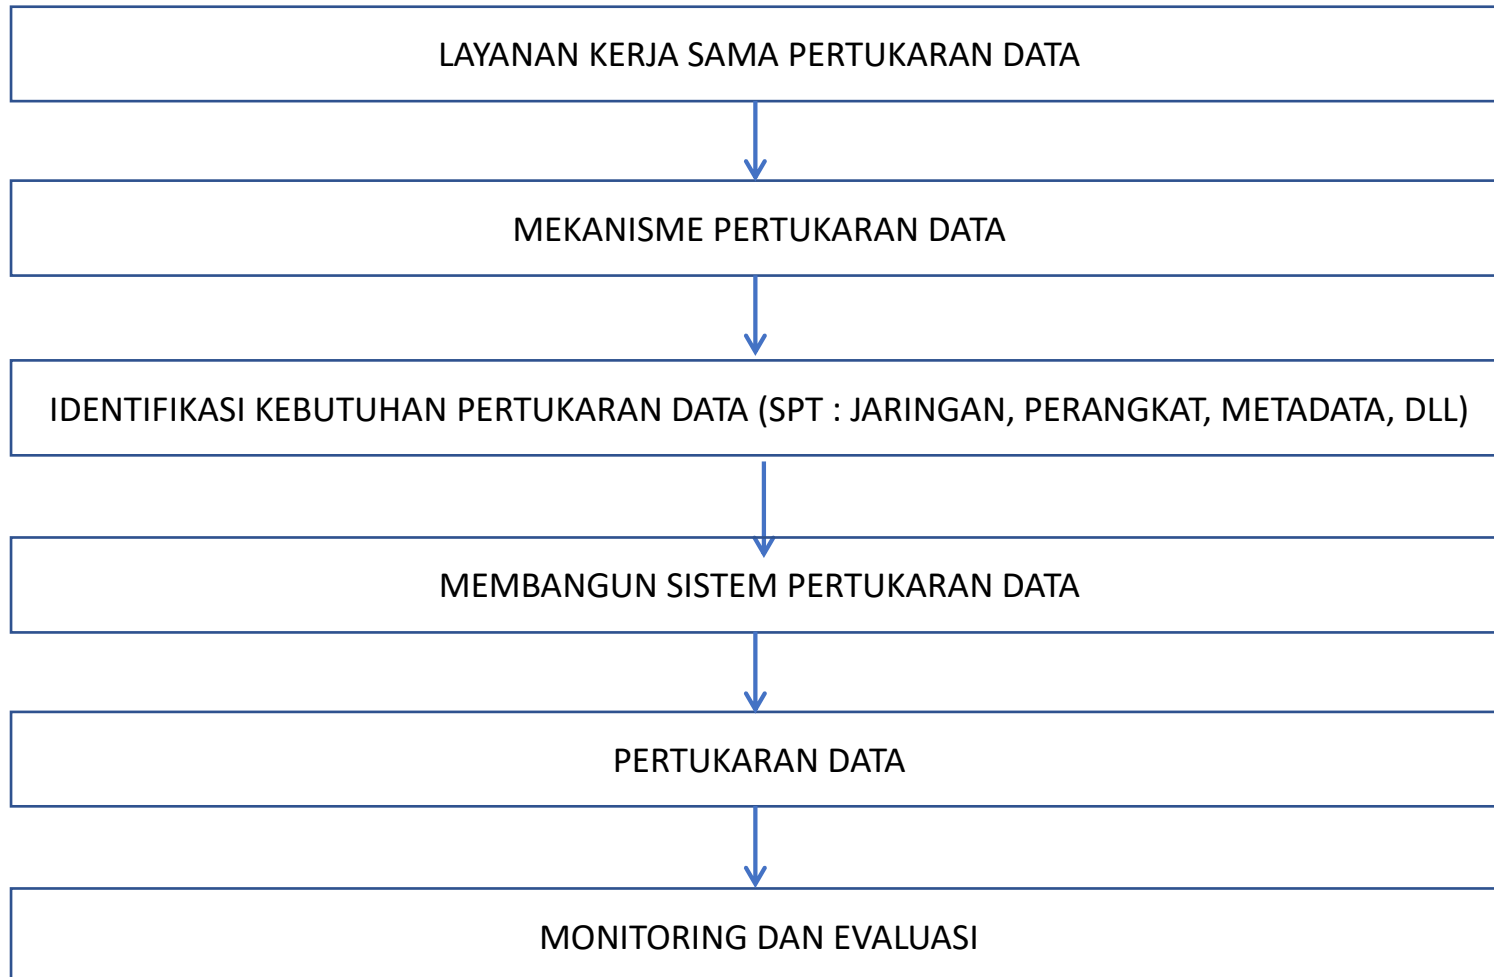 LAYANAN KERJA SAMA PERTUKARAN DATA
MEKANISME PERTUKARAN DATA
IDENTIFIKASI KEBUTUHAN PERTUKARAN DATA (SPT : JARINGAN, PERANGKAT, METADATA, DLL)
MEMBANGUN SISTEM PERTUKARAN DATA
PERTUKARAN DATA
MONITORING DAN EVALUASI